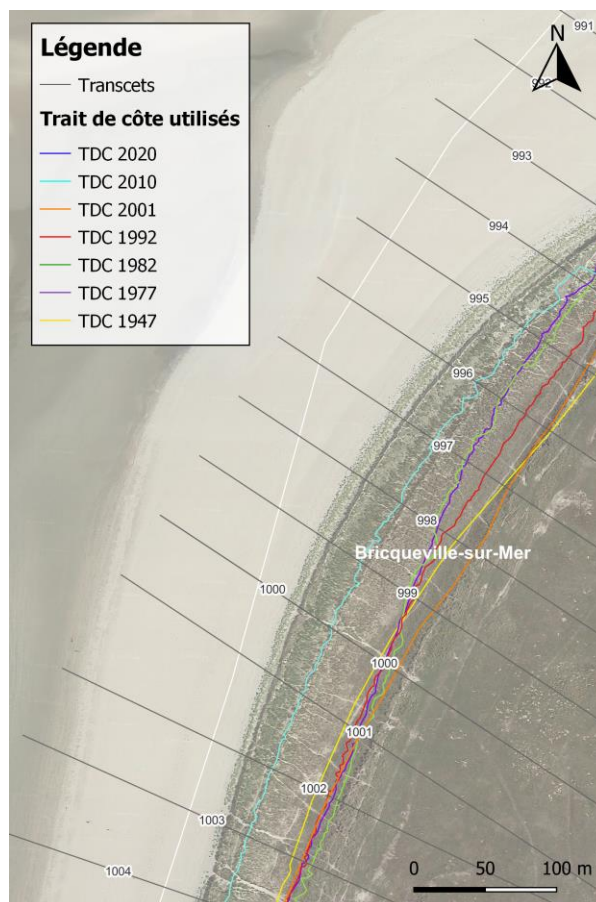 Légende
Transcets
Trait de côte utilisés
TDC 2020
TDC 2010
TDC 2001
TDC 1992
TDC 1982
TDC 1977
TDC 1947
N
991
992
993
994
995
996
997
998
Bricqueville-sur-Mer
999
1000
1000
1001
1002
1003
1004
0 50 100 m